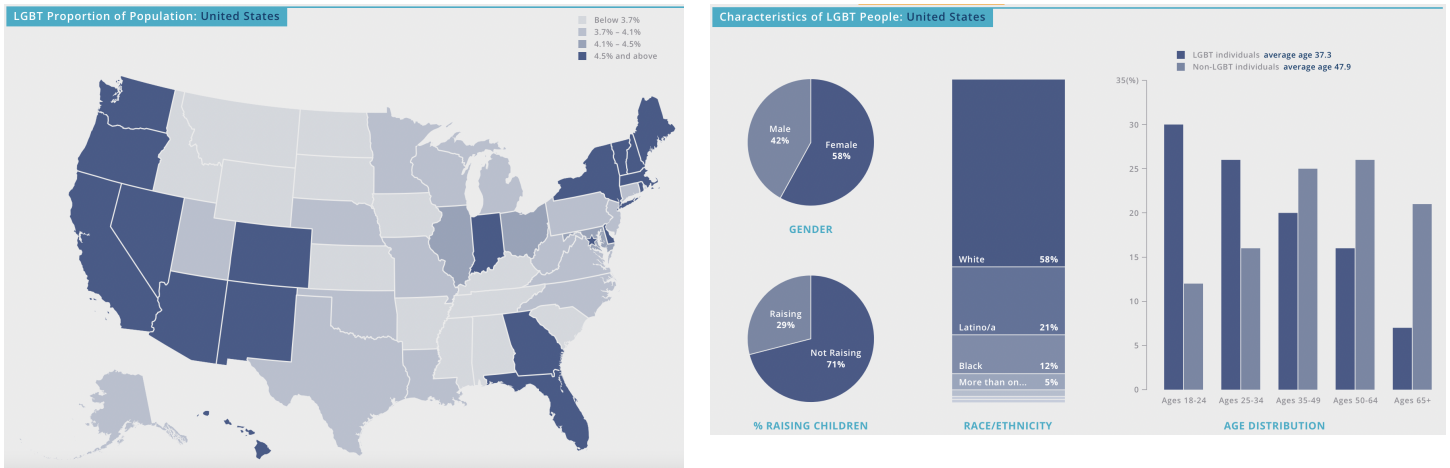 LGBT Proportion of Population: United States
Below 3.7%
3.7% – 4.1%
4.1% – 4.5%
4.5% and above
Characteristics of LGBT People: United States
Male
42%
Female
58%
GENDER
Raising
29%
Not Raising
71%
% RAISING CHILDREN
White 58%
Latino/a 21%
Black 12%
More than on... 5%
RACE/ETHNICITY
LGBT individuals average age 37.3
Non-LGBT individuals average age 47.9
35(%)
30
25
20
15
10
5
0
Ages 18-24 Ages 25-34 Ages 35-49 Ages 50-64 Ages 65+
AGE DISTRIBUTION